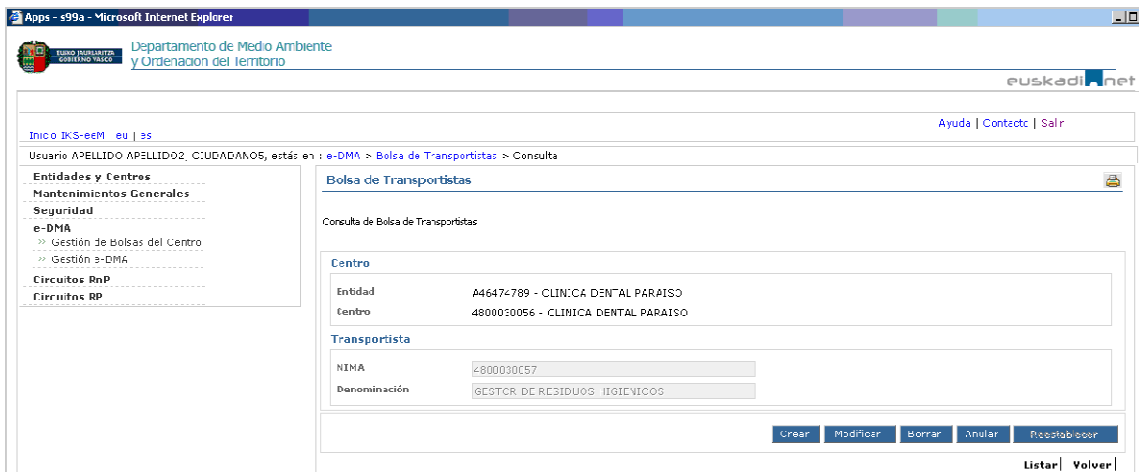 Apps - s99a - Microsoft Internet Explorer
EUSKO JAURLARITZA
GOBIERNO VASCO
Departamento de Medio Ambiente
y Ordenación del Territorio
euskadi.net
Inicio IKS-eeM eu | es
Ayuda | Contacto | Salir
Usuario APELLIDO APELLIDO2, CIUDADANO5, estás en : e-DMA > Bolsa de Transportistas > Consulta
Entidades y Centros
Mantenimientos Generales
Seguridad
e-DMA
» Gestión de Bolsas del Centro
» Gestión e-DMA
Circuitos RnP
Circuitos RP
Bolsa de Transportistas
Consulta de Bolsa de Transportistas
Centro
Entidad A46474789 - CLINICA DENTAL PARAISO
Centro 4800030056 - CLINICA DENTAL PARAISO
Transportista
NIMA 4800030057
Denominación GESTOR DE RESIDUOS HIGIENICOS
Crear Modificar Borrar Anular Reestablecer
Listar| Volver|